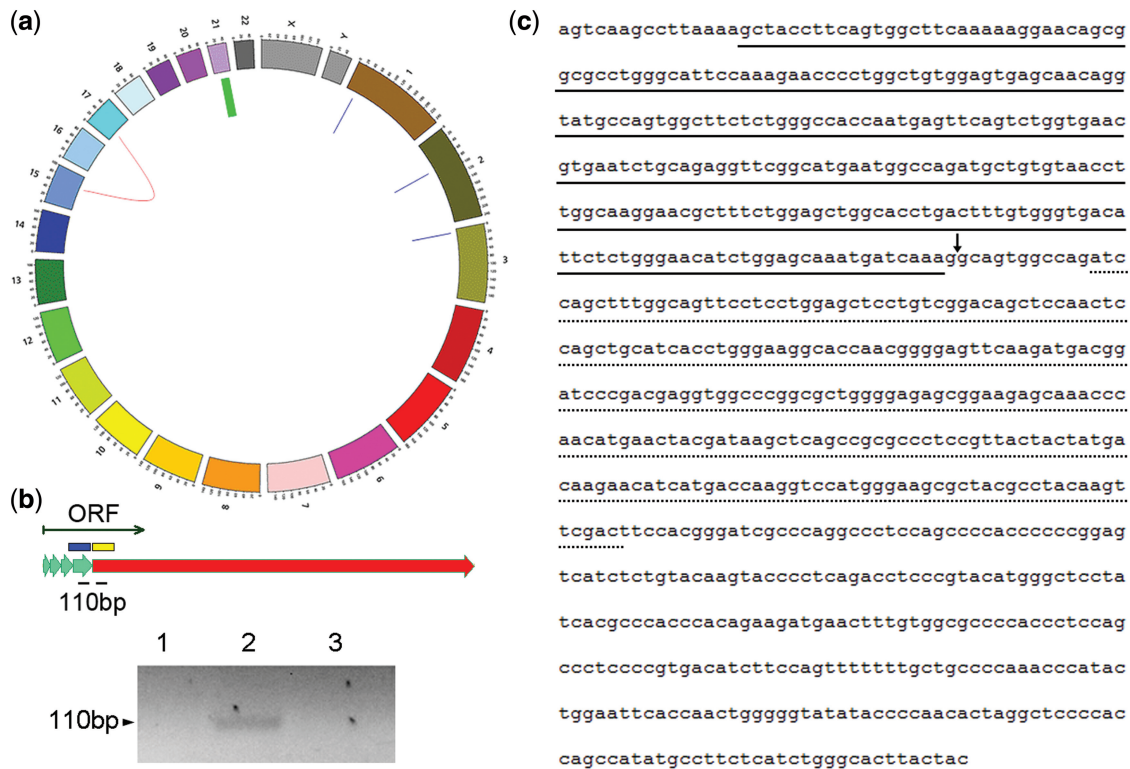 (a)
X
Y
1
2
3
4
5
6
7
8
9
10
11
12
13
14
15
16
17
18
19
20
21
22
(b)
ORF
110bp
1 2 3
110bp
(c)
agtcaagccttaaaagctaccttcagtggcttcaaaaaggaacagcg
gcgcctgggcattccaaagaacccctggctgtggagtgagcaacagg
tatgccagtggcttctctgggccaccaatgagttcagtctggtgaac
gtgaatctgcagaggttcggcatgaatggccagatgctgtgtaacct
tggcaaggaacgctttctggagctggcacctgactttgtgggtgaca
ttctctgggaacatctggagcaaatgatcaaaggcagtggccagatc
cagctttggcagttcctcctggagctcctgtcggacagctccaactc
cagctgcatcacctgggaaggcaccaacggggagttcaagatgacgg
atcccgacgaggtggcccggcgctggggagagcggaagagcaaaccc
aacatgaactacgataagctcagccgcgccctccgttactactatga
caagaacatcatgaccaaggtccatgggaagcgctacgcctacaagt
tcgacttccacgggatcgcccaggccctccagccccacccccccggag
tcatctctgtacaagtacccctcagacctcccgtacatgggctccta
tcacgcccacccacagaagatgaactttgtggcgccccaccctccag
ccctccccgtgacatcttccagtttttttgctgccccaaacccatac
tggaattcaccaactgggggtatataccccaacactaggctccccac
cagccatatgccttctcatctgggcacttactac